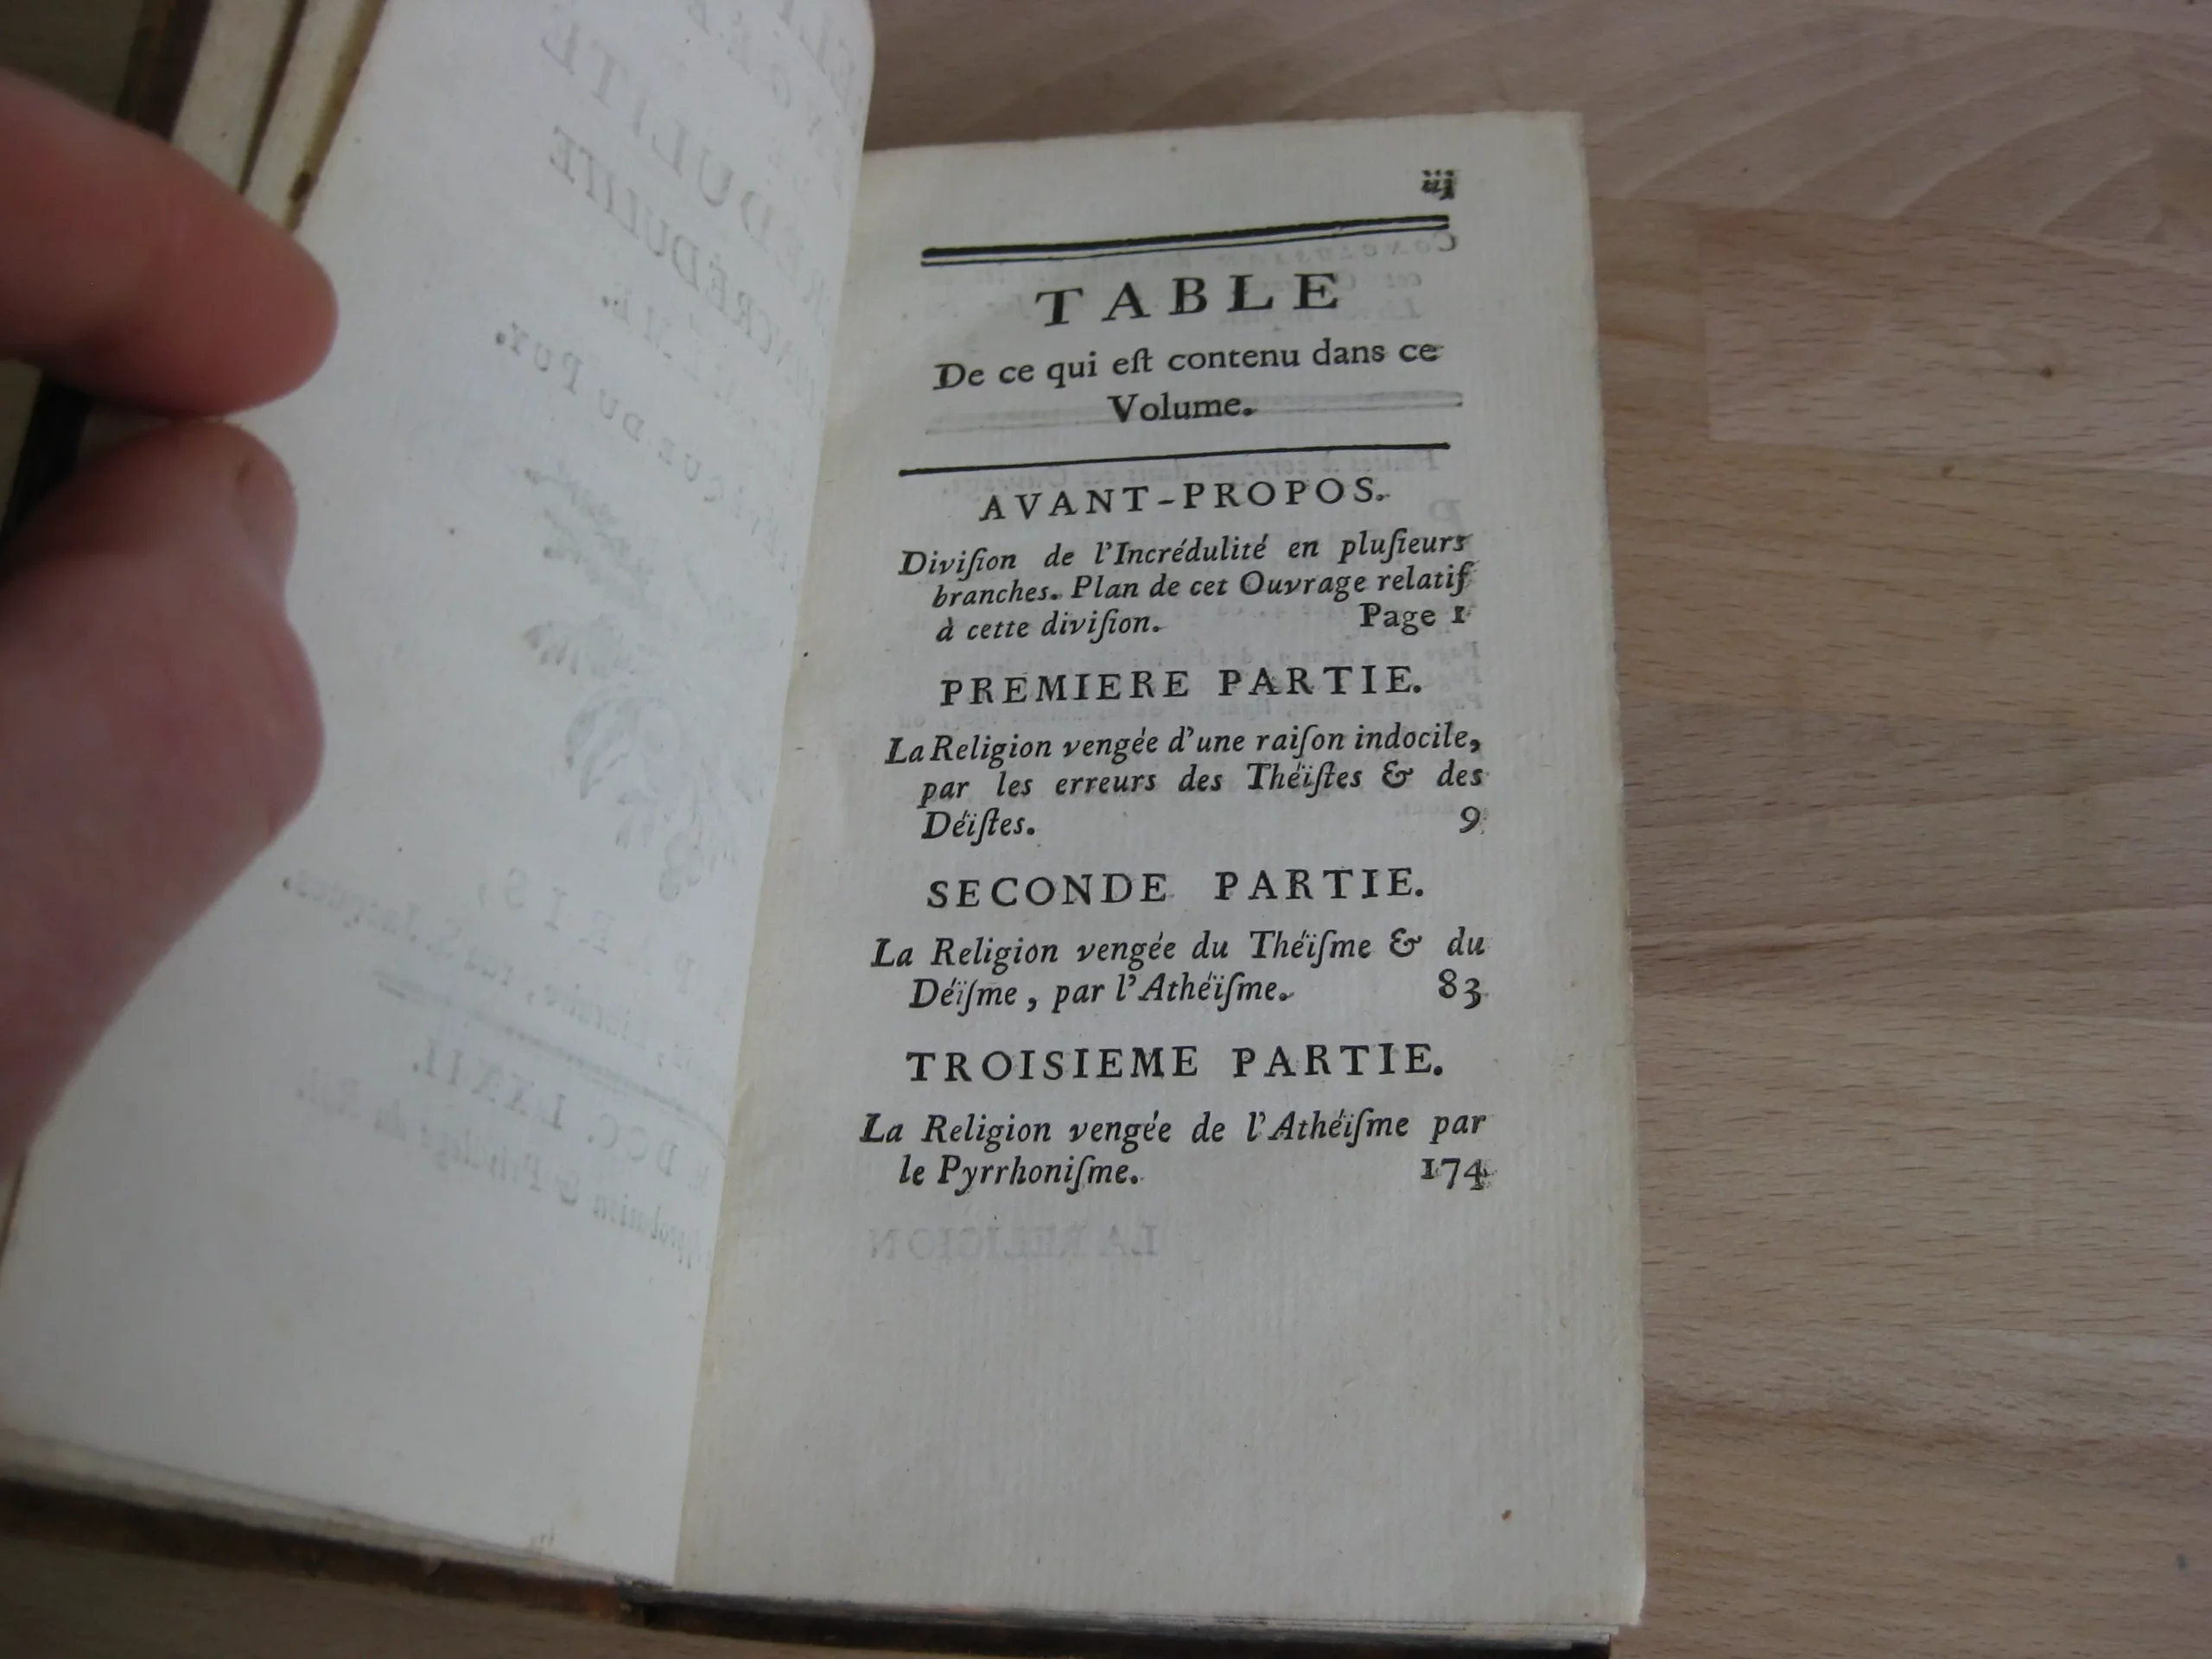 iij
TABLE
De ce qui eſt contenu dans ce
Volume.
AVANT-PROPOS.
Diviſion de l'Incrédulité en pluſieurs
branches. Plan de cet Ouvrage relatif
à cette diviſion. Page 1
PREMIERE PARTIE.
La Religion vengée d'une raiſon indocile,
par les erreurs des Théïſtes & des
Déiſtes. 9
SECONDE PARTIE.
La Religion vengée du Théïſme & du
Déïſme, par l'Athéïſme. 83
TROISIEME PARTIE.
La Religion vengée de l'Athéïſme par
le Pyrrhoniſme. 174
LA RELIGION